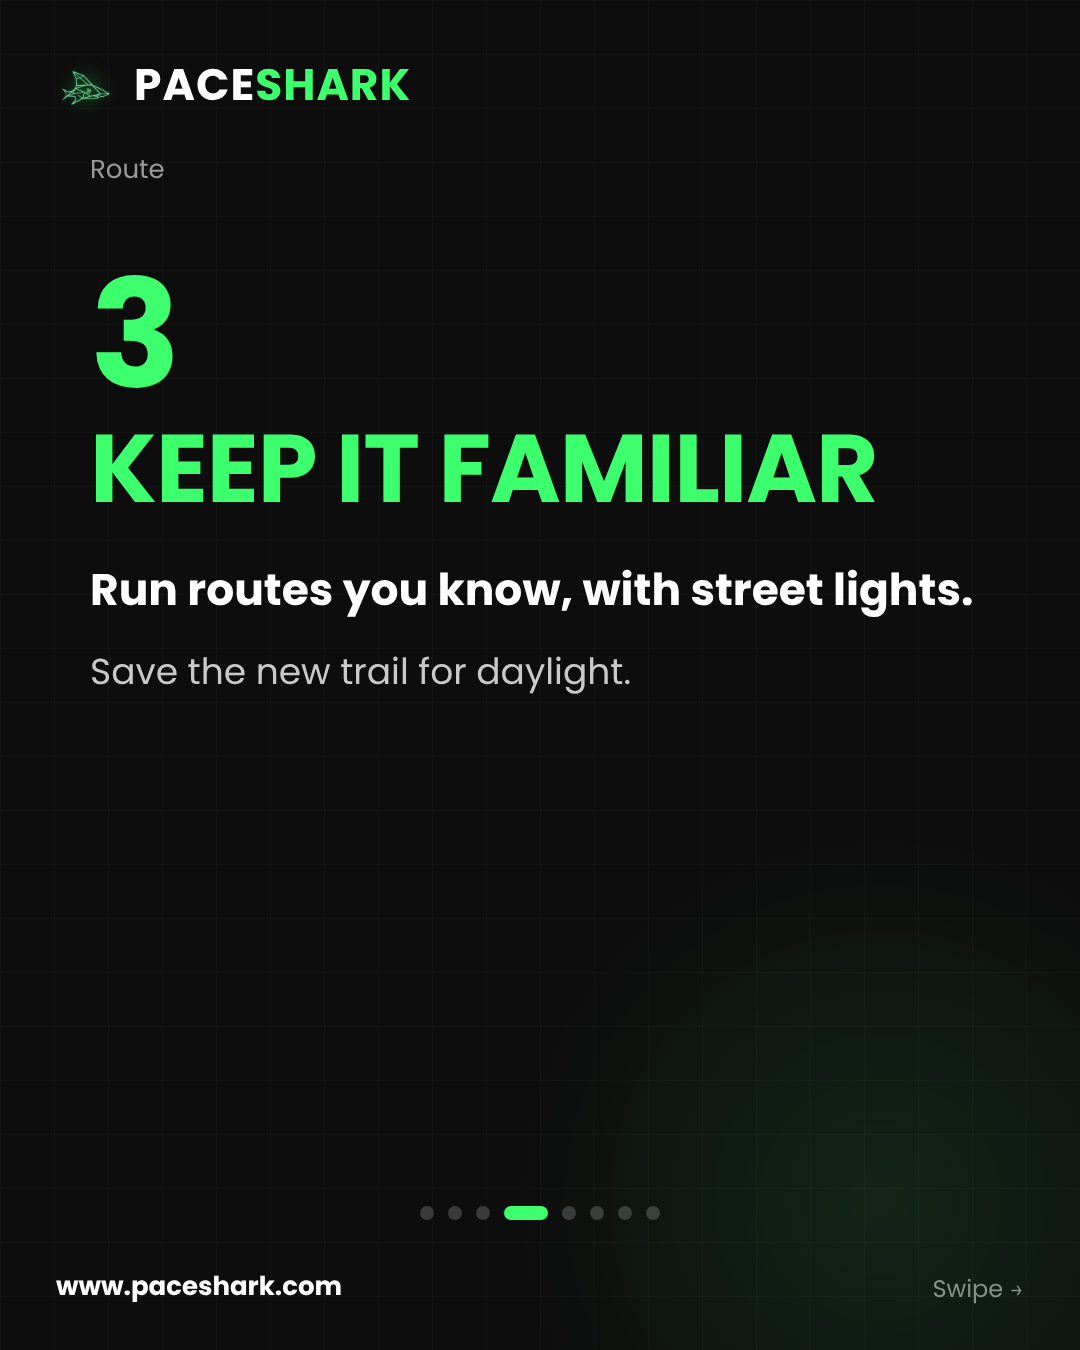 PACESHARK
Route
3
KEEP IT FAMILIAR
Run routes you know, with street lights.
Save the new trail for daylight.
www.paceshark.com
Swipe →